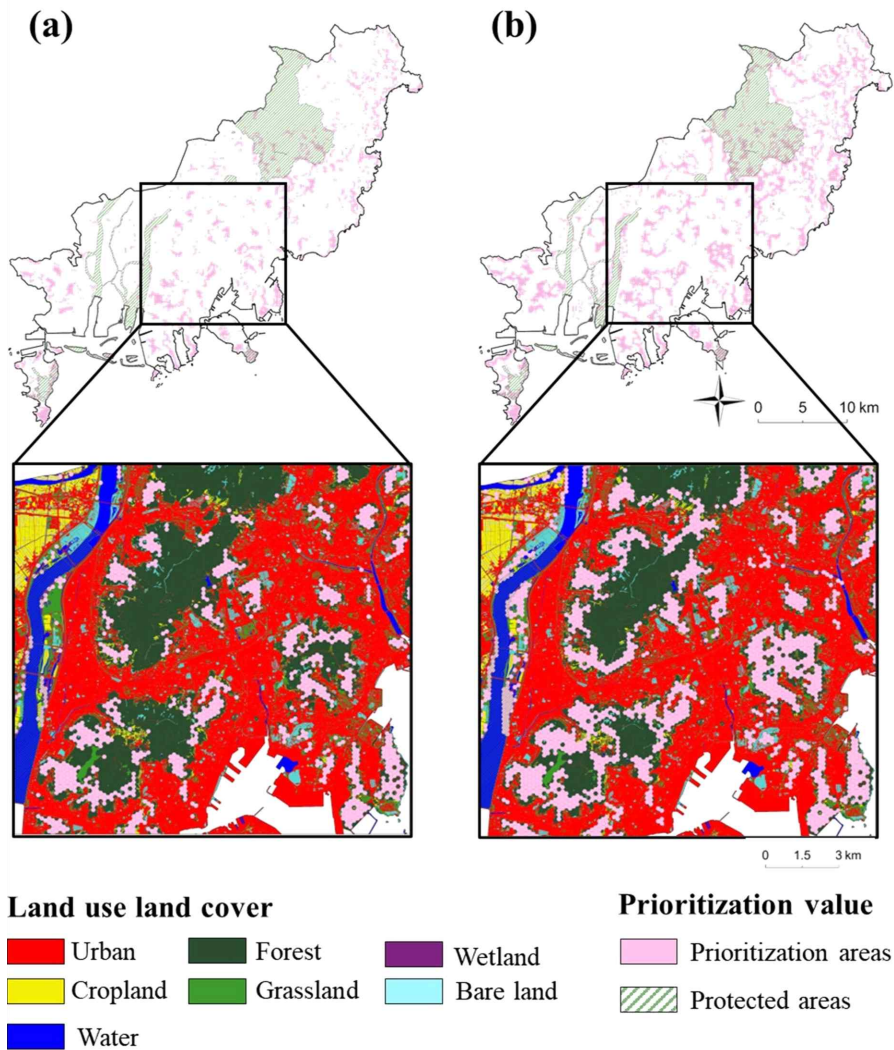 (a)
(b)
N
0 5 10 km
0 1.5 3 km
Land use land cover
Urban
Forest
Wetland
Cropland
Grassland
Bare land
Water
Prioritization value
Prioritization areas
Protected areas